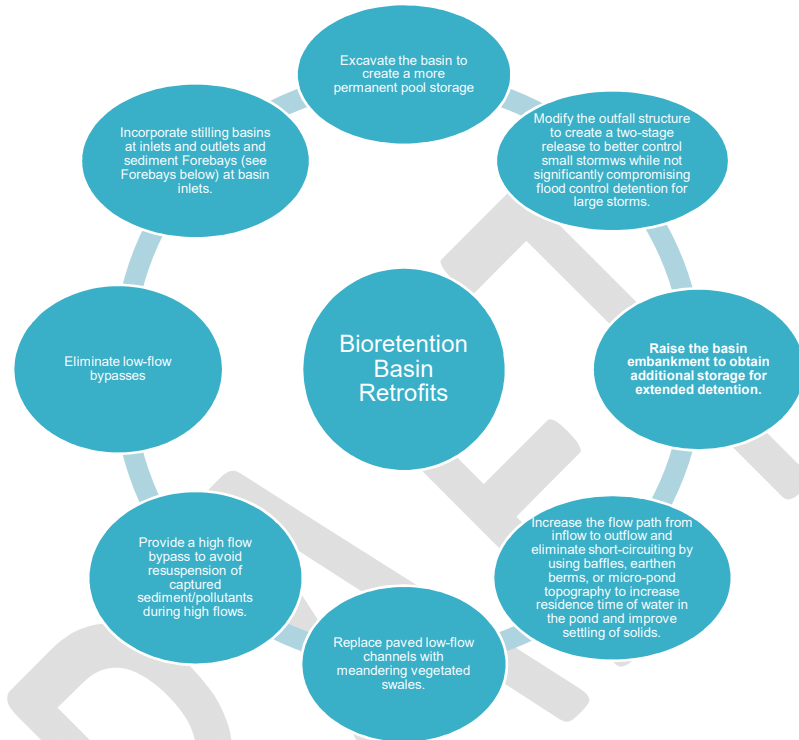 Excavate the basin to
create a more
permanent pool storage
Modify the outfall structure
to create a two-stage
release to better control
small stormws while not
significantly compromising
flood control detention for
large storms.
Raise the basin
embankment to obtain
additional storage for
extended detention.
Increase the flow path from
inflow to outflow and
eliminate short-circuiting by
using baffles, earthen
berms, or micro-pond
topography to increase
residence time of water in
the pond and improve
settling of solids.
Replace paved low-flow
channels with
meandering vegetated
swales.
Provide a high flow
bypass to avoid
resuspension of
captured
sediment/pollutants
during high flows.
Eliminate low-flow
bypasses
Incorporate stilling basins
at inlets and outlets and
sediment Forebays (see
Forebays below) at basin
inlets.
Bioretention
Basin
Retrofits
DRAFT